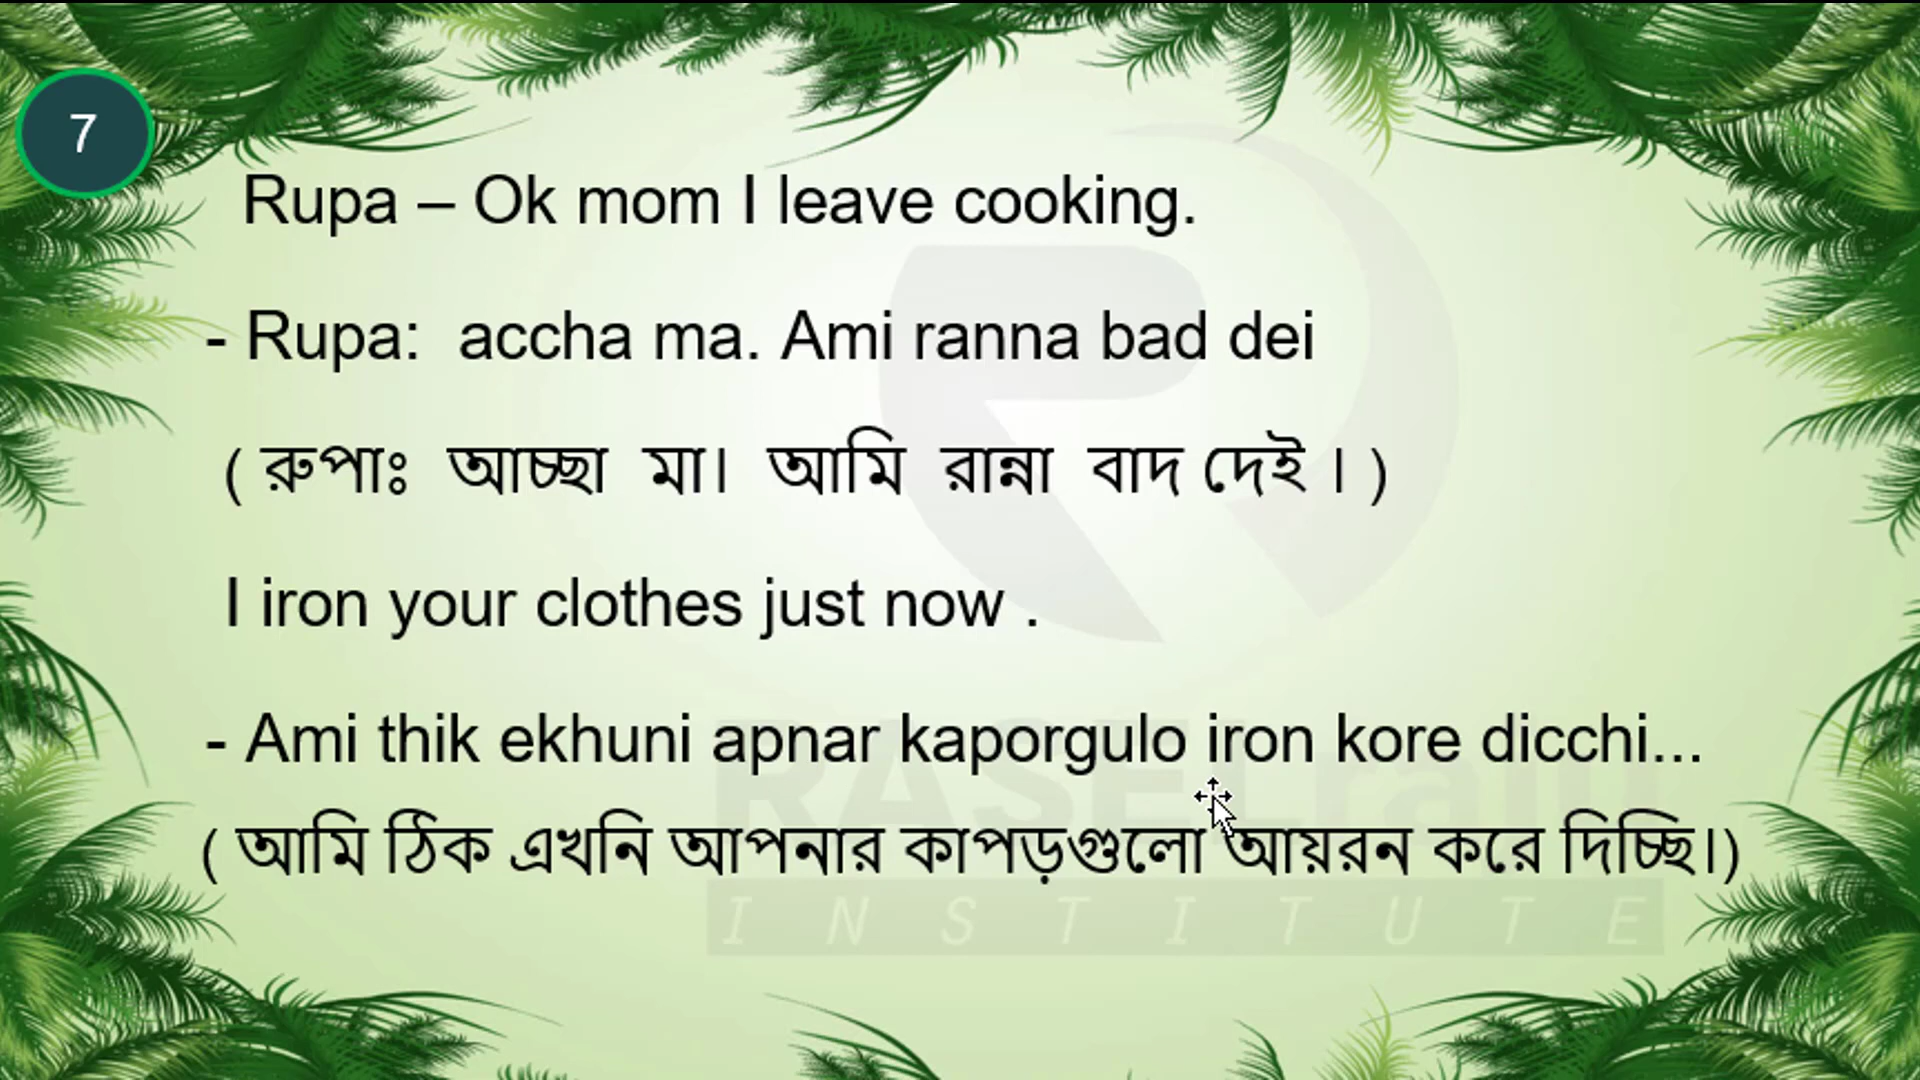 7
Rupa – Ok mom I leave cooking.
- Rupa:  accha ma. Ami ranna bad dei
( রুপাঃ আচ্ছা মা। আমি রান্না বাদ দেই । )
I iron your clothes just now .
- Ami thik ekhuni apnar kaporgulo iron kore dicchi...
( আমি ঠিক এখনি আপনার কাপড়গুলো আয়রন করে দিচ্ছি।)
RASEL
INSTITUTE